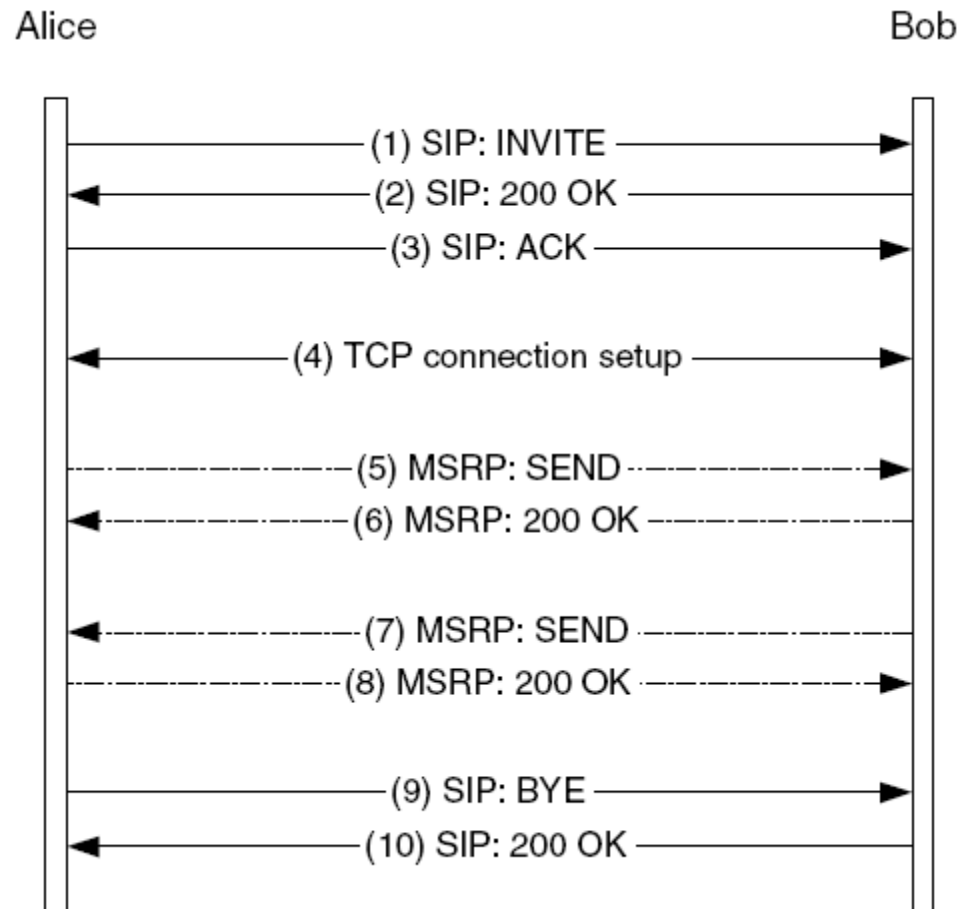 Alice Bob
(1) SIP: INVITE
(2) SIP: 200 OK
(3) SIP: ACK
(4) TCP connection setup
(5) MSRP: SEND
(6) MSRP: 200 OK
(7) MSRP: SEND
(8) MSRP: 200 OK
(9) SIP: BYE
(10) SIP: 200 OK